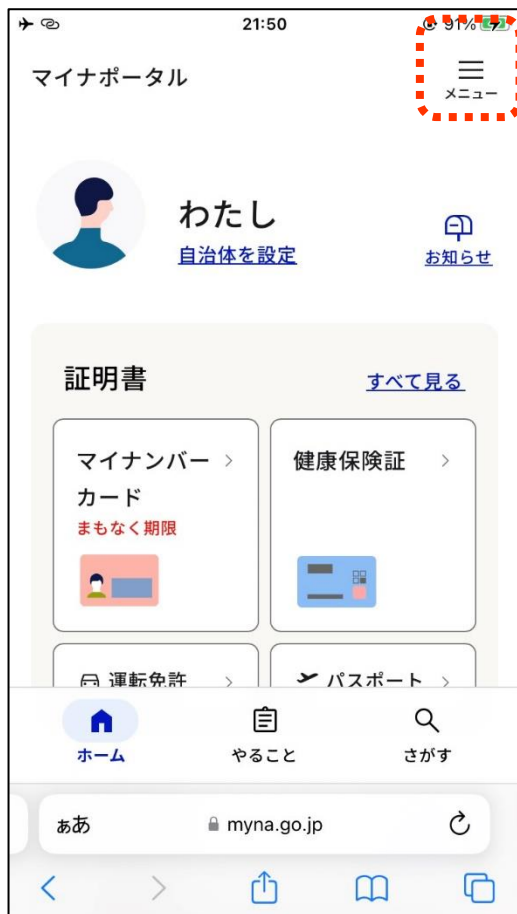 21:50
91%
マイナポータル
メニュー
わたし
自治体を設定
お知らせ
証明書
すべて見る
マイナンバー
カード
まもなく期限
健康保険証
運転免許
パスポート
ホーム
やること
さがす
ぁあ
myna.go.jp